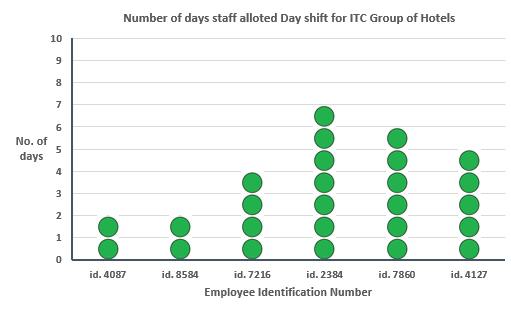 Number of days staff alloted Day shift for ITC Group of Hotels
10
9
8
7
6
5
4
3
2
1
0
No. of
days
id. 4087 id. 8584 id. 7216 id. 2384 id. 7860 id. 4127
Employee Identification Number